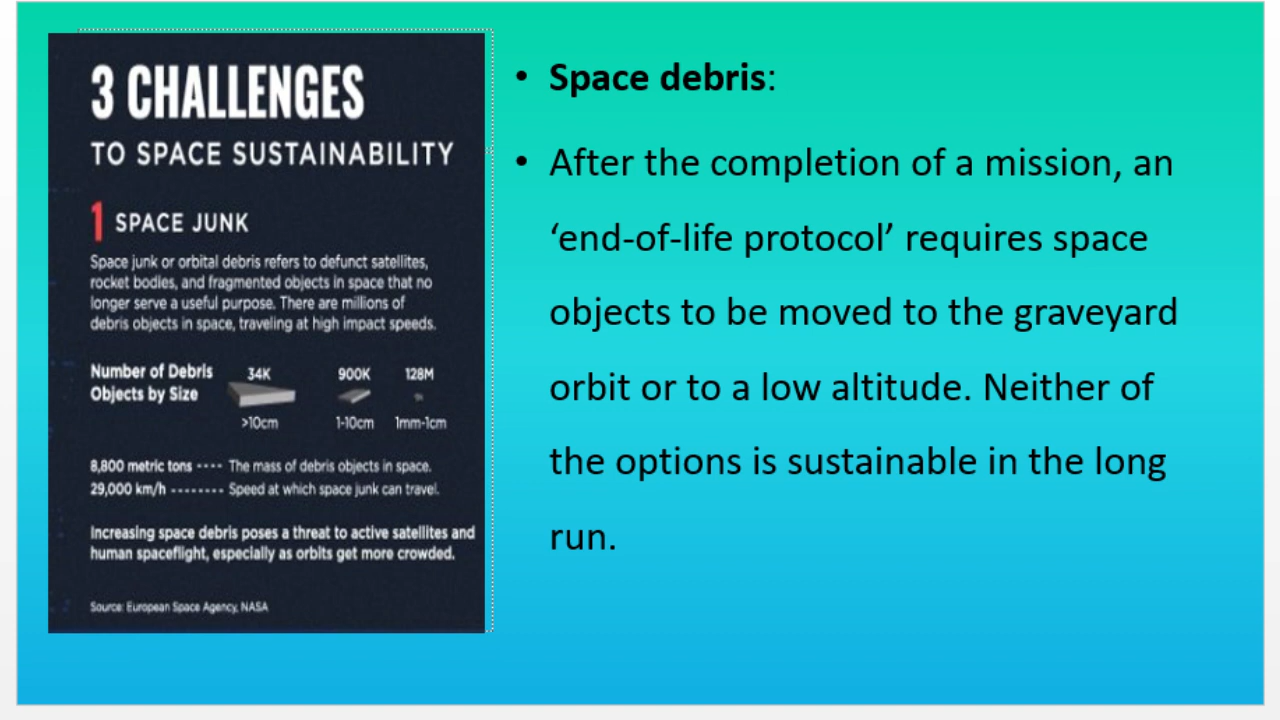 3 CHALLENGES
TO SPACE SUSTAINABILITY
1 SPACE JUNK
Space junk or orbital debris refers to defunct satellites,
rocket bodies, and fragmented objects in space that no
longer serve a useful purpose. There are millions of
debris objects in space, traveling at high impact speeds.
Number of Debris
Objects by Size
34K 900K 128M
>10cm 1-10cm 1mm-1cm
8,800 metric tons ---- The mass of debris objects in space.
29,000 km/h -------- Speed at which space junk can travel.
Increasing space debris poses a threat to active satellites and
human spaceflight, especially as orbits get more crowded.
Source: European Space Agency, NASA
• Space debris:
• After the completion of a mission, an
‘end-of-life protocol’ requires space
objects to be moved to the graveyard
orbit or to a low altitude. Neither of
the options is sustainable in the long
run.